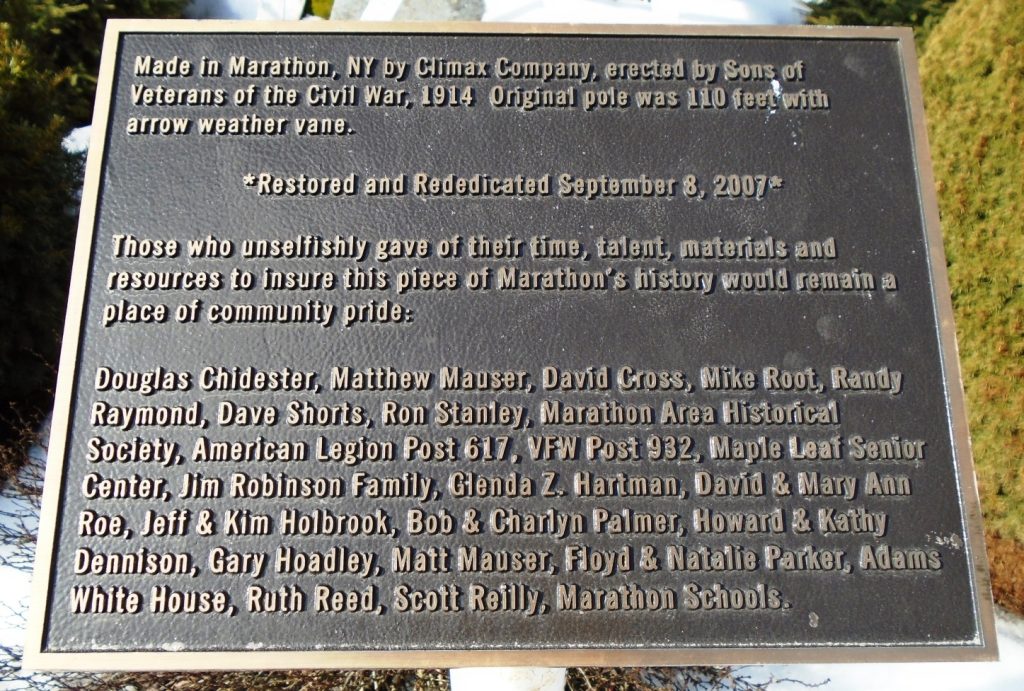 Made in Marathon, NY by Climax Company, erected by Sons of
Veterans of the Civil War, 1914 Original pole was 110 feet with
arrow weather vane.
*Restored and Rededicated September 8, 2007*
Those who unselfishly gave of their time, talent, materials and
resources to insure this piece of Marathon's history would remain a
place of community pride:
Douglas Chidester, Matthew Mauser, David Cross, Mike Root, Randy
Raymond, Dave Shorts, Ron Stanley, Marathon Area Historical
Society, American Legion Post 617, VFW Post 932, Maple Leaf Senior
Center, Jim Robinson Family, Glenda Z. Hartman, David & Mary Ann
Roe, Jeff & Kim Holbrook, Bob & Charlyn Palmer, Howard & Kathy
Dennison, Gary Hoadley, Matt Mauser, Floyd & Natalie Parker, Adams
White House, Ruth Reed, Scott Reilly, Marathon Schools.